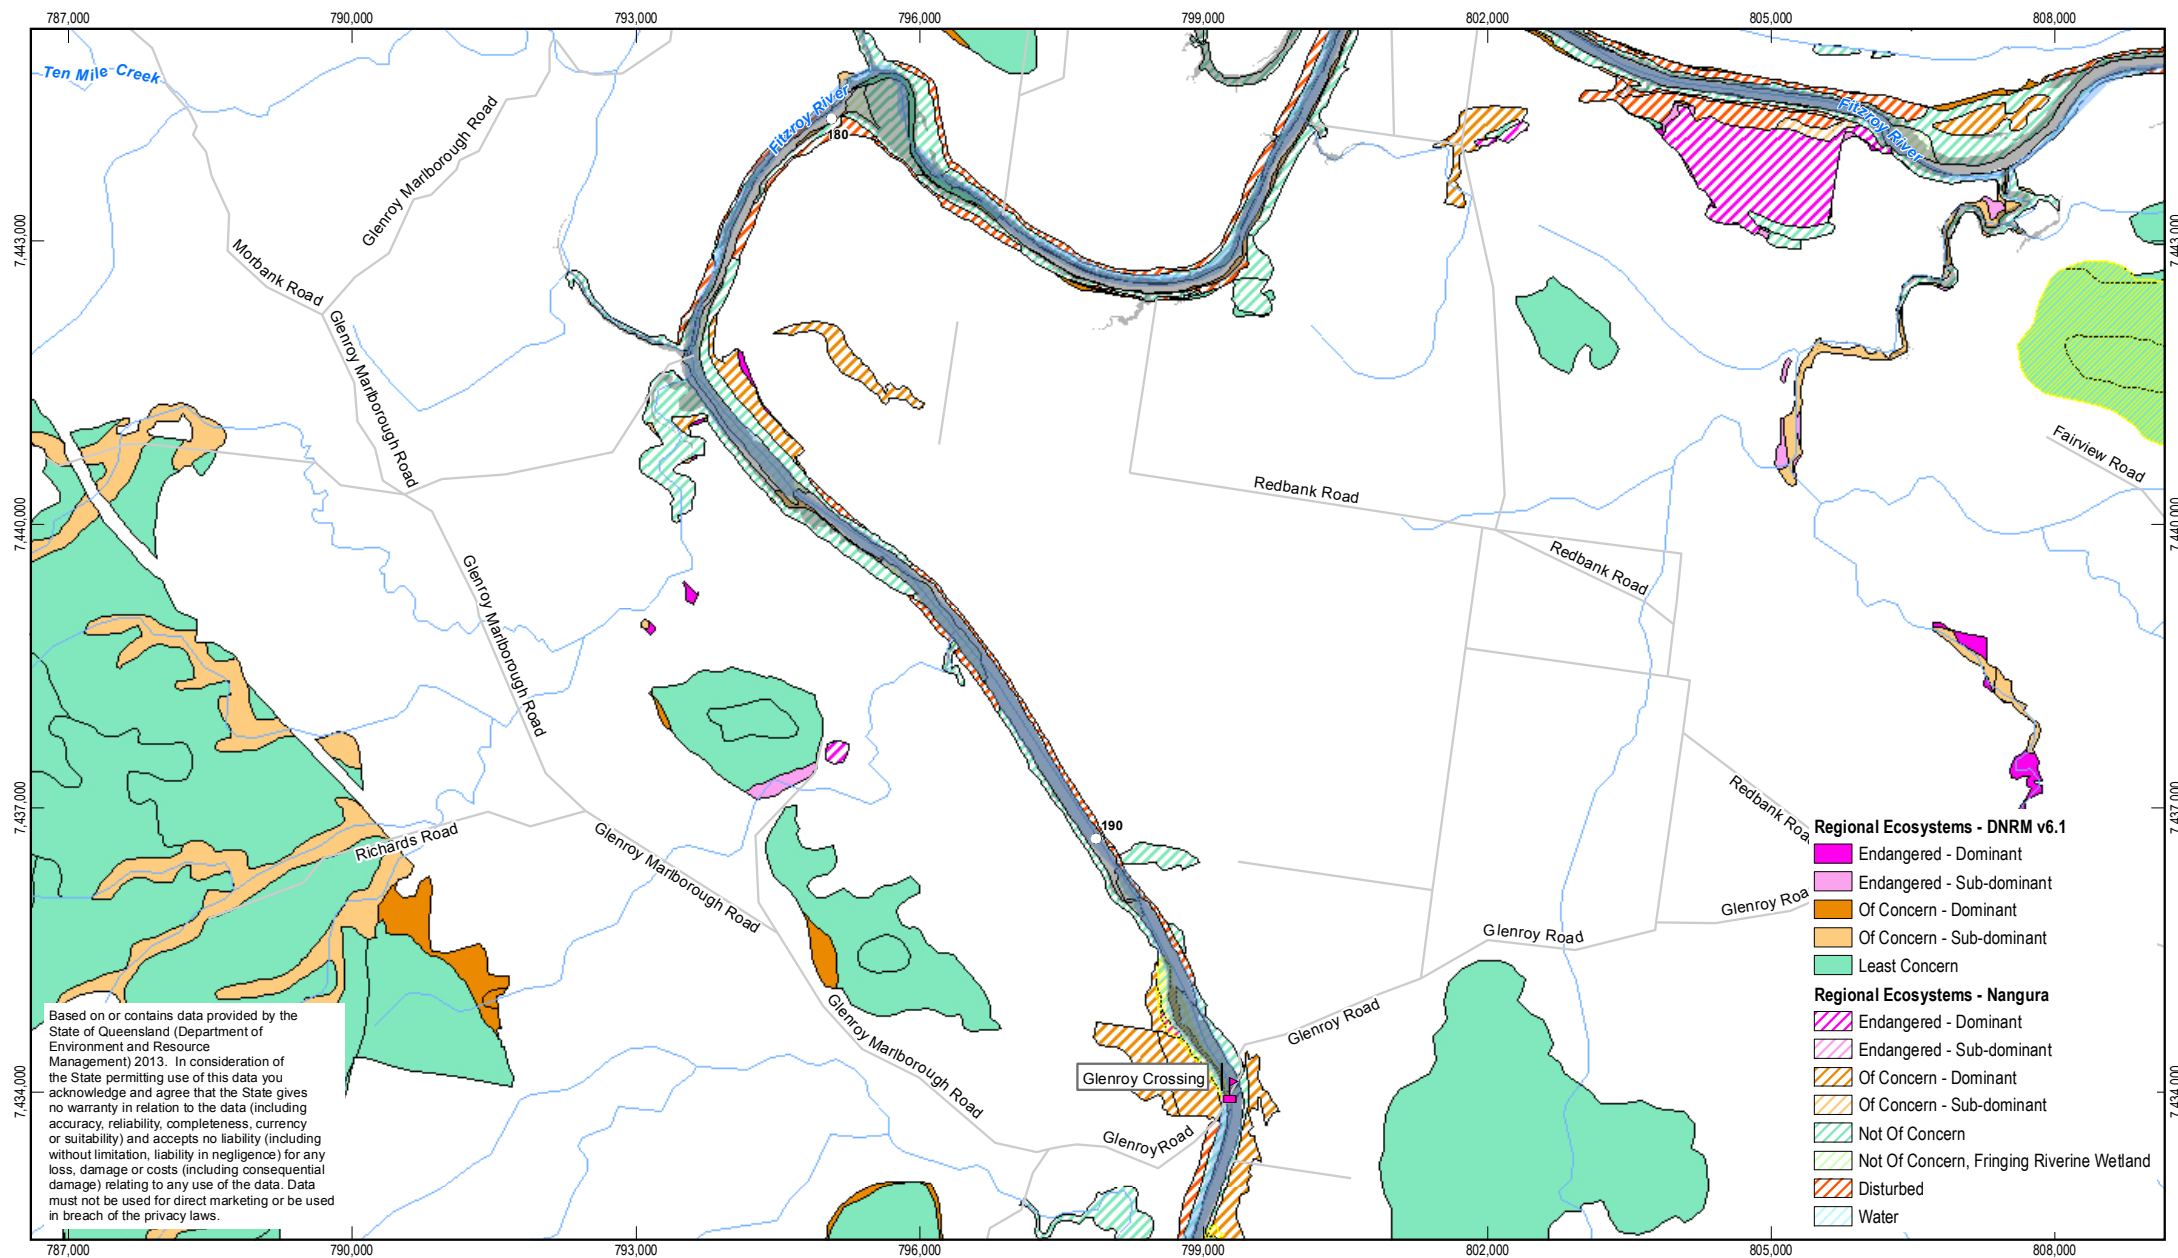 787,000
790,000
793,000
796,000
799,000
802,000
805,000
808,000
Ten Mile Creek
Fitzroy River
180
Fitzroy River
Glenroy Marlborough Road
7,443,000
7,443,000
Morbank Road
Glenroy Marlborough Road
Fairview Road
Redbank Road
7,440,000
7,440,000
Redbank Road
Glenroy Marlborough Road
Redbank Roa
7,437,000
7,437,000
190
Richards Road
Glenroy Marlborough Road
Glenroy Roa
Glenroy Road
Glenroy Road
Glenroy Marlborough Road
Glenroy Crossing
7,434,000
7,434,000
Glenroy Road
Regional Ecosystems - DNRM v6.1
Endangered - Dominant
Endangered - Sub-dominant
Of Concern - Dominant
Of Concern - Sub-dominant
Least Concern
Regional Ecosystems - Nangura
Endangered - Dominant
Endangered - Sub-dominant
Of Concern - Dominant
Of Concern - Sub-dominant
Not Of Concern
Not Of Concern, Fringing Riverine Wetland
Disturbed
Water
Based on or contains data provided by the
State of Queensland (Department of
Environment and Resource
Management) 2013. In consideration of
the State permitting use of this data you
acknowledge and agree that the State gives
no warranty in relation to the data (including
accuracy, reliability, completeness, currency
or suitability) and accepts no liability (including
without limitation, liability in negligence) for any
loss, damage or costs (including consequential
damage) relating to any use of the data. Data
must not be used for direct marketing or be used
in breach of the privacy laws.
787,000
790,000
793,000
796,000
799,000
802,000
805,000
808,000